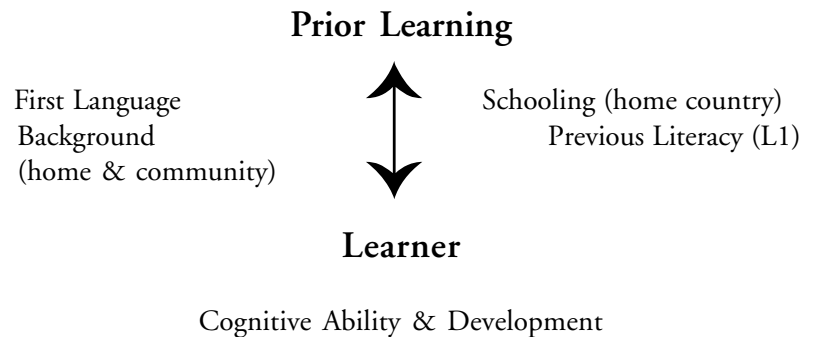 Prior Learning
First Language
Background
(home & community)
Schooling (home country)
Previous Literacy (L1)
Learner
Cognitive Ability & Development